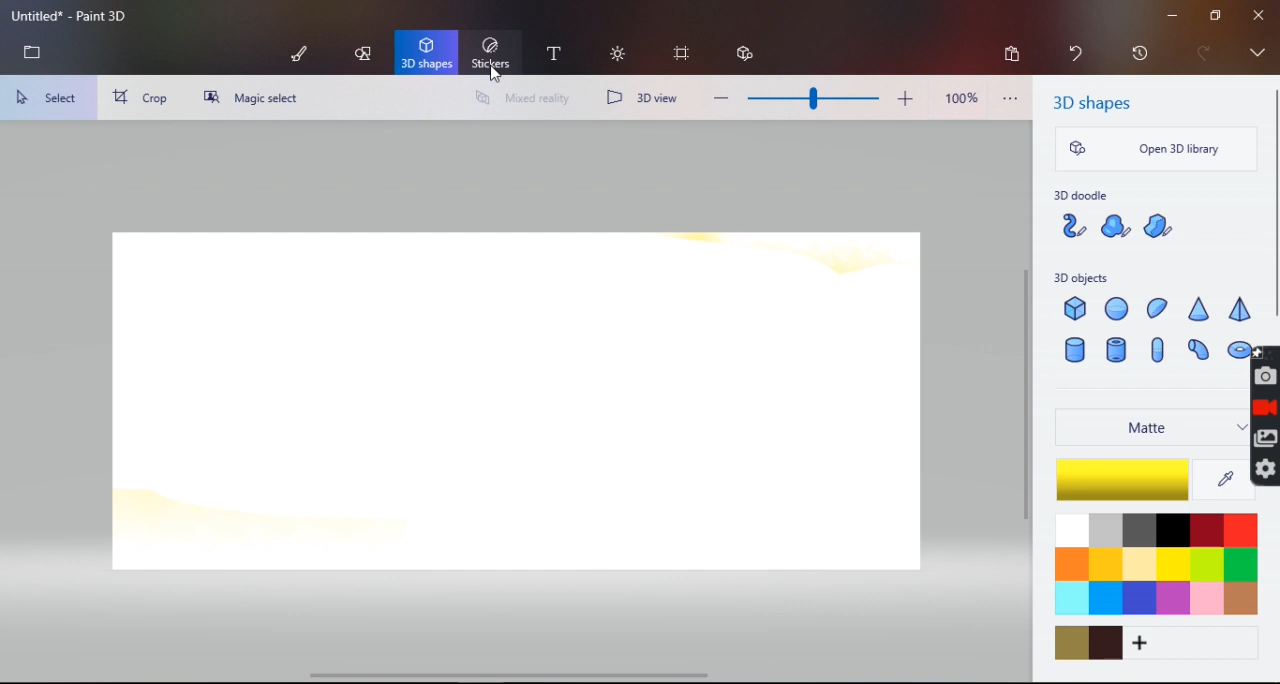 Untitled* - Paint 3D
3D shapes
Stickers
Select
Crop
Magic select
Mixed reality
3D view
100%
3D shapes
Open 3D library
3D doodle
3D objects
Matte